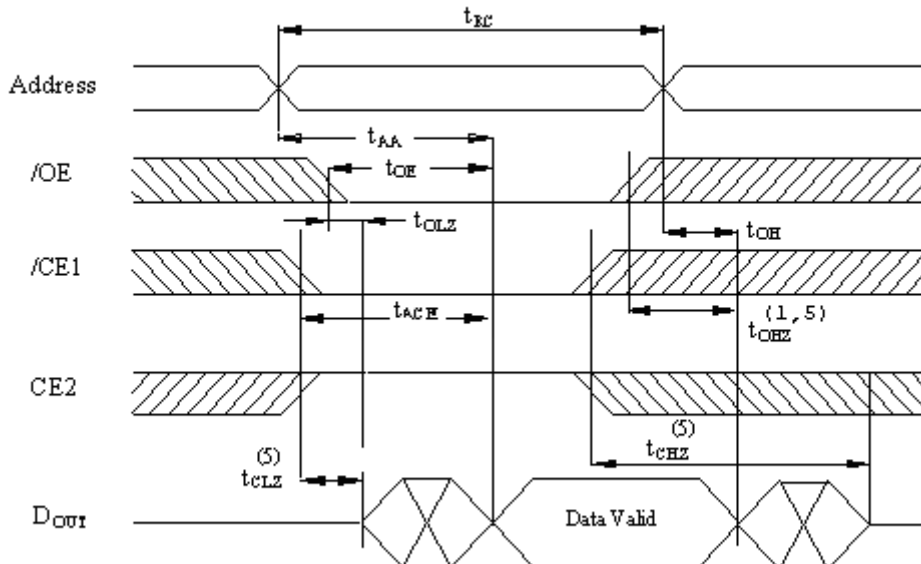 tRC
Address
tAA
/OE
tOE
tOLZ
tOH
/CE1
tACE
(1,5)
tOHZ
CE2
(5)
tCLZ
(5)
tCHZ
DOUT
Data Valid